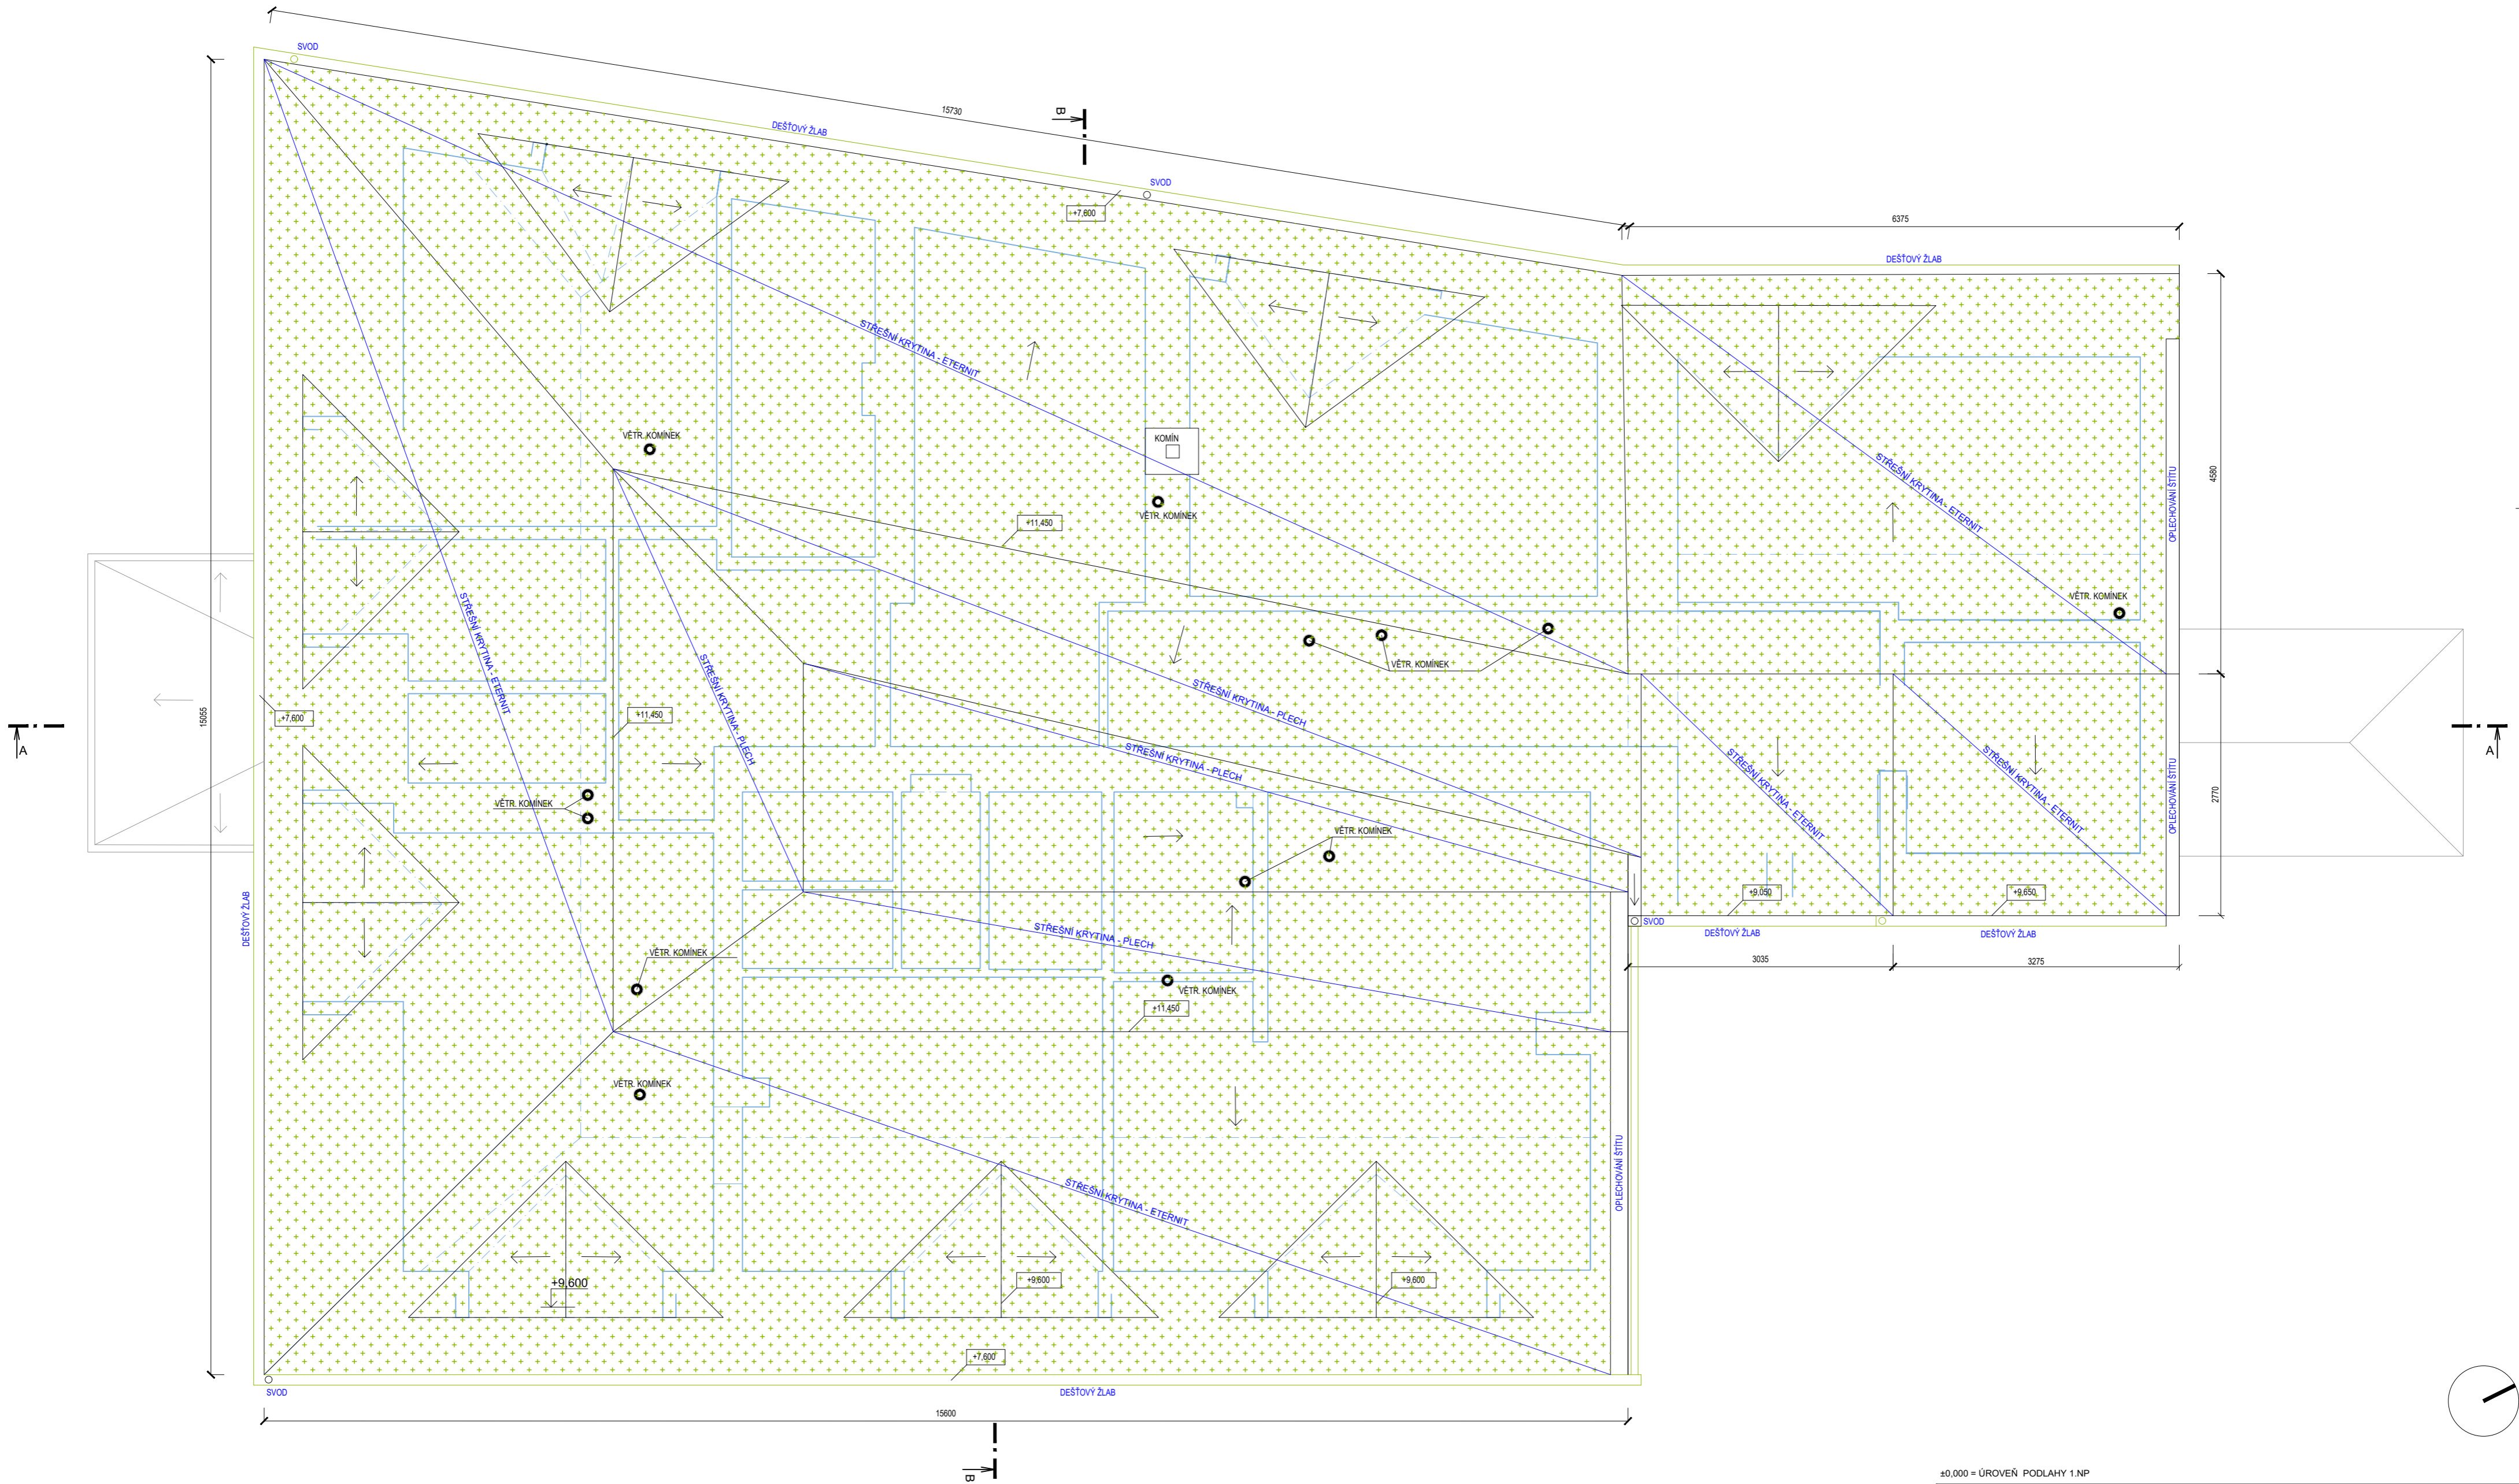 SVOD
15730
B
DEŠŤOVÝ ŽLAB
SVOD
+7,600
6375
DEŠŤOVÝ ŽLAB
STŘEŠNÍ KRYTINA - ETERNIT
VĚTR. KOMÍNEK
KOMÍN
VĚTR. KOMÍNEK
+11,450
STŘEŠNÍ KRYTINA - ETERNIT
OPLECHOVÁNÍ ŠTÍTU
4580
VĚTR. KOMÍNEK
STŘEŠNÍ KRYTINA - ETERNIT
VĚTR. KOMÍNEK
STŘEŠNÍ KRYTINA - PLECH
STŘEŠNÍ KRYTINA - PLECH
15055
+7,600
+11,450
A
A
STŘEŠNÍ KRYTINA - PLECH
STŘEŠNÍ KRYTINA - ETERNIT
STŘEŠNÍ KRYTINA - ETERNIT
OPLECHOVÁNÍ ŠTÍTU
2770
VĚTR. KOMÍNEK
VĚTR. KOMÍNEK
+9,050
+9,650
DEŠŤOVÝ ŽLAB
SVOD
DEŠŤOVÝ ŽLAB
DEŠŤOVÝ ŽLAB
STŘEŠNÍ KRYTINA - PLECH
VĚTR. KOMÍNEK
3035
3275
VĚTR. KOMÍNEK
+11,450
VĚTR. KOMÍNEK
OPLECHOVÁNÍ ŠTÍTU
STŘEŠNÍ KRYTINA - ETERNIT
+9,600
+9,600
+9,600
+7,600
SVOD
DEŠŤOVÝ ŽLAB
15600
B
±0,000 = ÚROVEŇ PODLAHY 1.NP